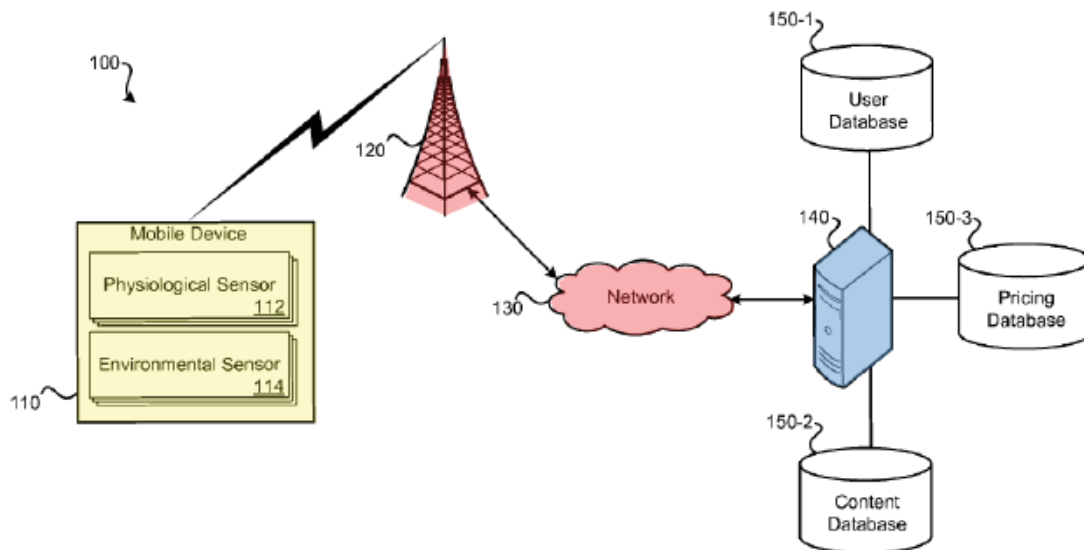 100
120
Mobile Device
Physiological Sensor
112
Environmental Sensor
114
110
130
Network
140
150-1
User
Database
150-3
Pricing
Database
150-2
Content
Database